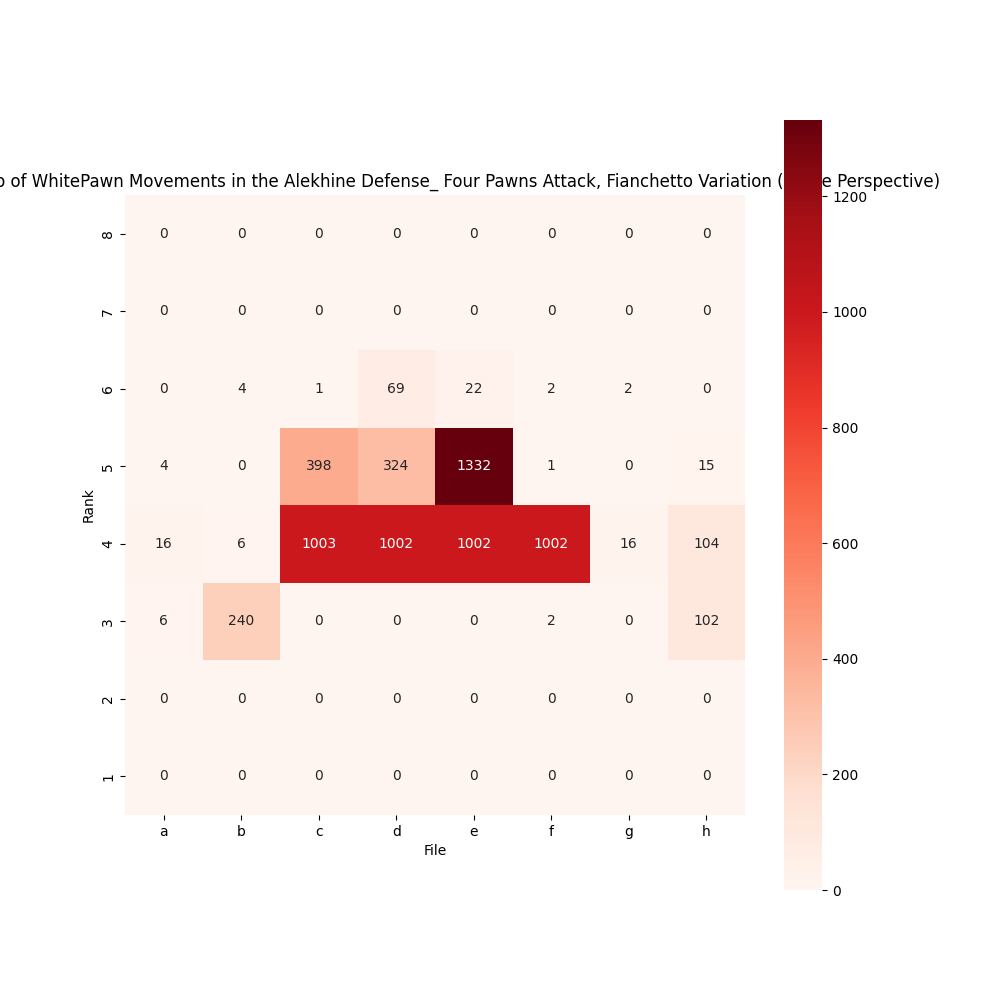 of WhitePawn Movements in the Alekhine Defense_ Four Pawns Attack, Fianchetto Variation ( Perspective)
1200
8 0 0 0 0 0 0 0 0
7 0 0 0 0 0 0 0 0
1000
6 0 4 1 69 22 2 2 0
800
5 4 0 398 324 1332 1 0 15
Rank
4 16 6 1003 1002 1002 1002 16 104
600
3 6 240 0 0 0 2 0 102
400
2 0 0 0 0 0 0 0 0
200
1 0 0 0 0 0 0 0 0
a b c d e f g h
File
0